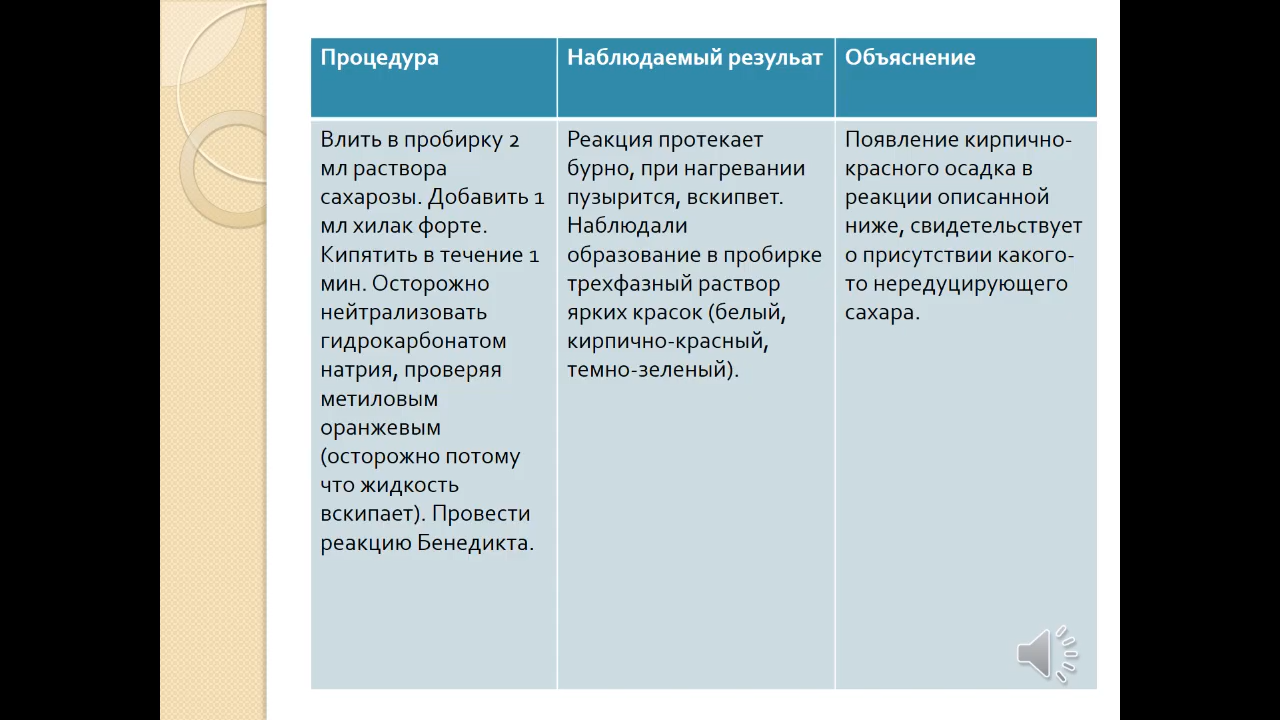 Процедура
Наблюдаемый резульат
Объяснение
Влить в пробирку 2
мл раствора
сахарозы. Добавить 1
мл хилак форте.
Кипятить в течение 1
мин. Осторожно
нейтрализовать
гидрокарбонатом
натрия, проверяя
метиловым
оранжевым
(осторожно потому
что жидкость
вскипает). Провести
реакцию Бенедикта.
Реакция протекает
бурно, при нагревании
пузырится, вскипвет.
Наблюдали
образование в пробирке
трехфазный раствор
ярких красок (белый,
кирпично-красный,
темно-зеленый).
Появление кирпично-
красного осадка в
реакции описанной
ниже, свидетельствует
о присутствии какого-
то нередуцирующего
сахара.